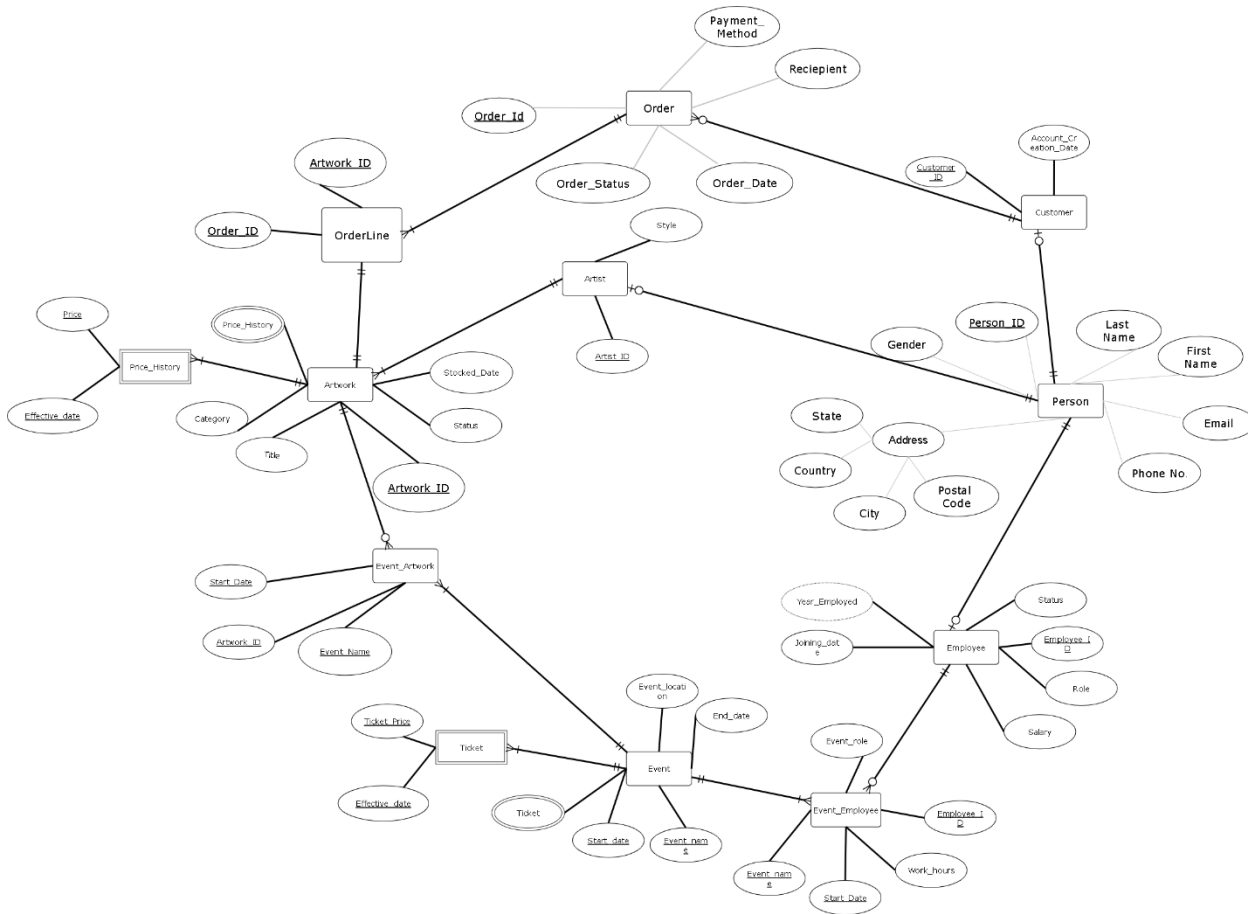 Payment_
Method
Reciepient
Order
Order_Id
Order_Status
Order_Date
Account_Cr
eation_Date
Customer
_ID
Customer
Artwork_ID
Order_ID
OrderLine
Style
Artist
Artist_ID
Price
Price_History
Price_History
Effective_date
Artwork
Stocked_Date
Category
Title
Status
Artwork_ID
Gender
Person_ID
Last
Name
First
Name
Person
Email
Phone No.
State
Address
Country
City
Postal
Code
Start_Date
Event_Artwork
Artwork_ID
Event_Name
Year_Employed
Status
Joining_dat
e
Employee
Employee_I
D
Role
Salary
Event_locati
on
End_date
Ticket_Price
Ticket
Effective_date
Event
Ticket
Start_date
Event_nam
e
Event_role
Event_Employee
Employee_I
D
Event_nam
e
Start_Date
Work_hours